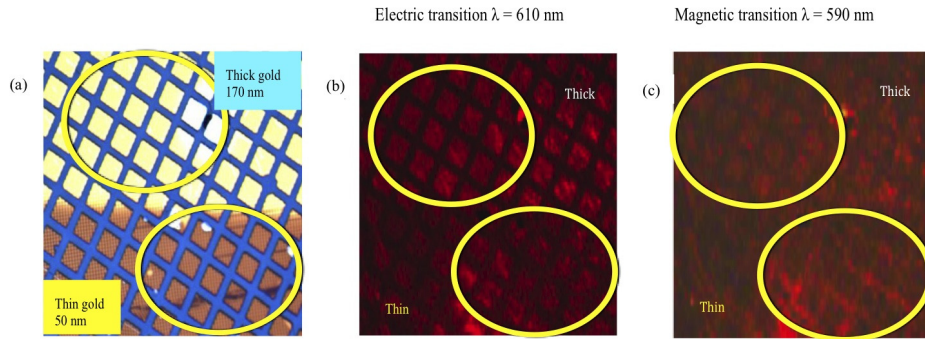 Electric transition λ = 610 nm
Magnetic transition λ = 590 nm
(a)
Thick gold
170 nm
Thin gold
50 nm
(b)
Thick
Thin
(c)
Thick
Thin